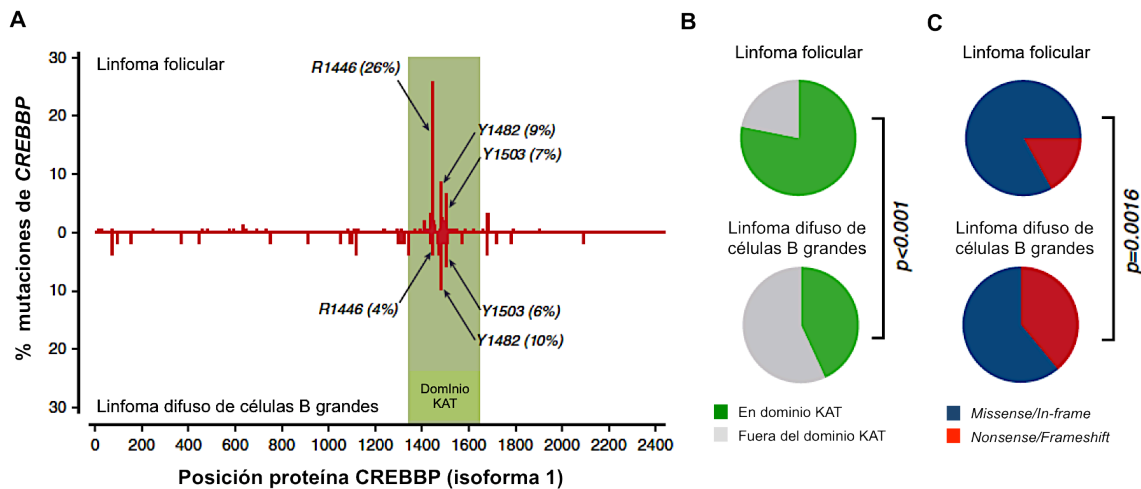 A
% mutaciones de CREBBP
30
20
10
0
10
20
30
Linfoma folicular
R1446 (26%)
Y1482 (9%)
Y1503 (7%)
R1446 (4%)
Y1503 (6%)
Y1482 (10%)
DomInio
KAT
Linfoma difuso de células B grandes
0 200 400 600 800 1000 1200 1400 1600 2000 2200 2400
Posición proteína CREBBP (isoforma 1)
B
Linfoma folicular
Linfoma difuso de
células B grandes
p<0.001
En dominio KAT
Fuera del dominio KAT
C
Linfoma folicular
Linfoma difuso de
células B grandes
p=0.0016
Missense/In-frame
Nonsense/Frameshift